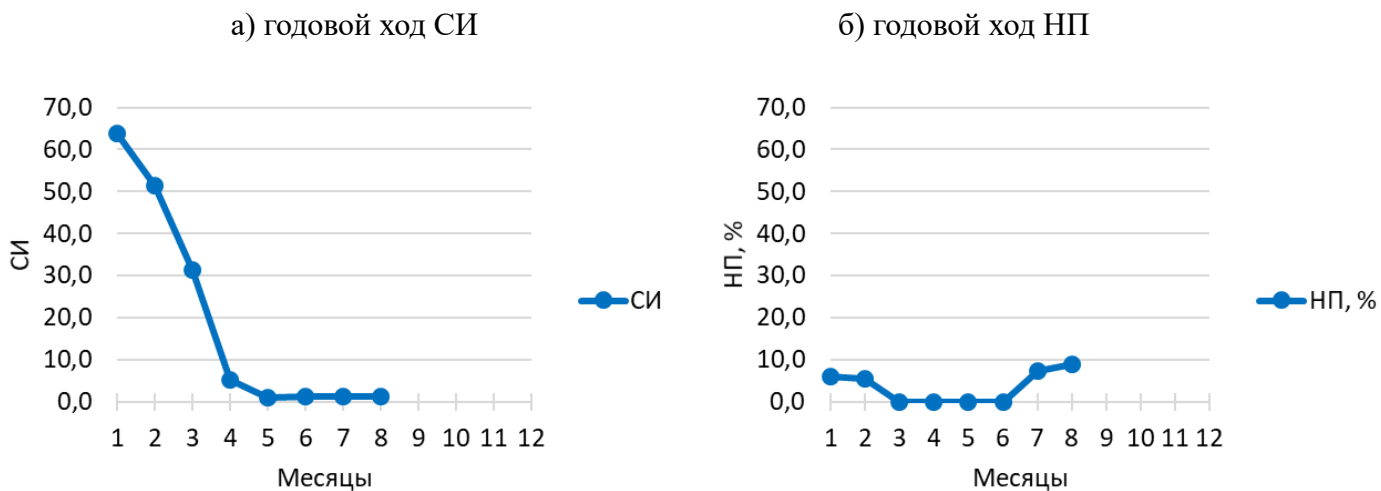 а) годовой ход СИ
70,0
60,0
50,0
40,0
30,0
20,0
10,0
0,0
СИ
1 2 3 4 5 6 7 8 9 10 11 12
Месяцы
СИ
б) годовой ход НП
70,0
60,0
50,0
40,0
30,0
20,0
10,0
0,0
НП, %
1 2 3 4 5 6 7 8 9 10 11 12
Месяцы
НП, %